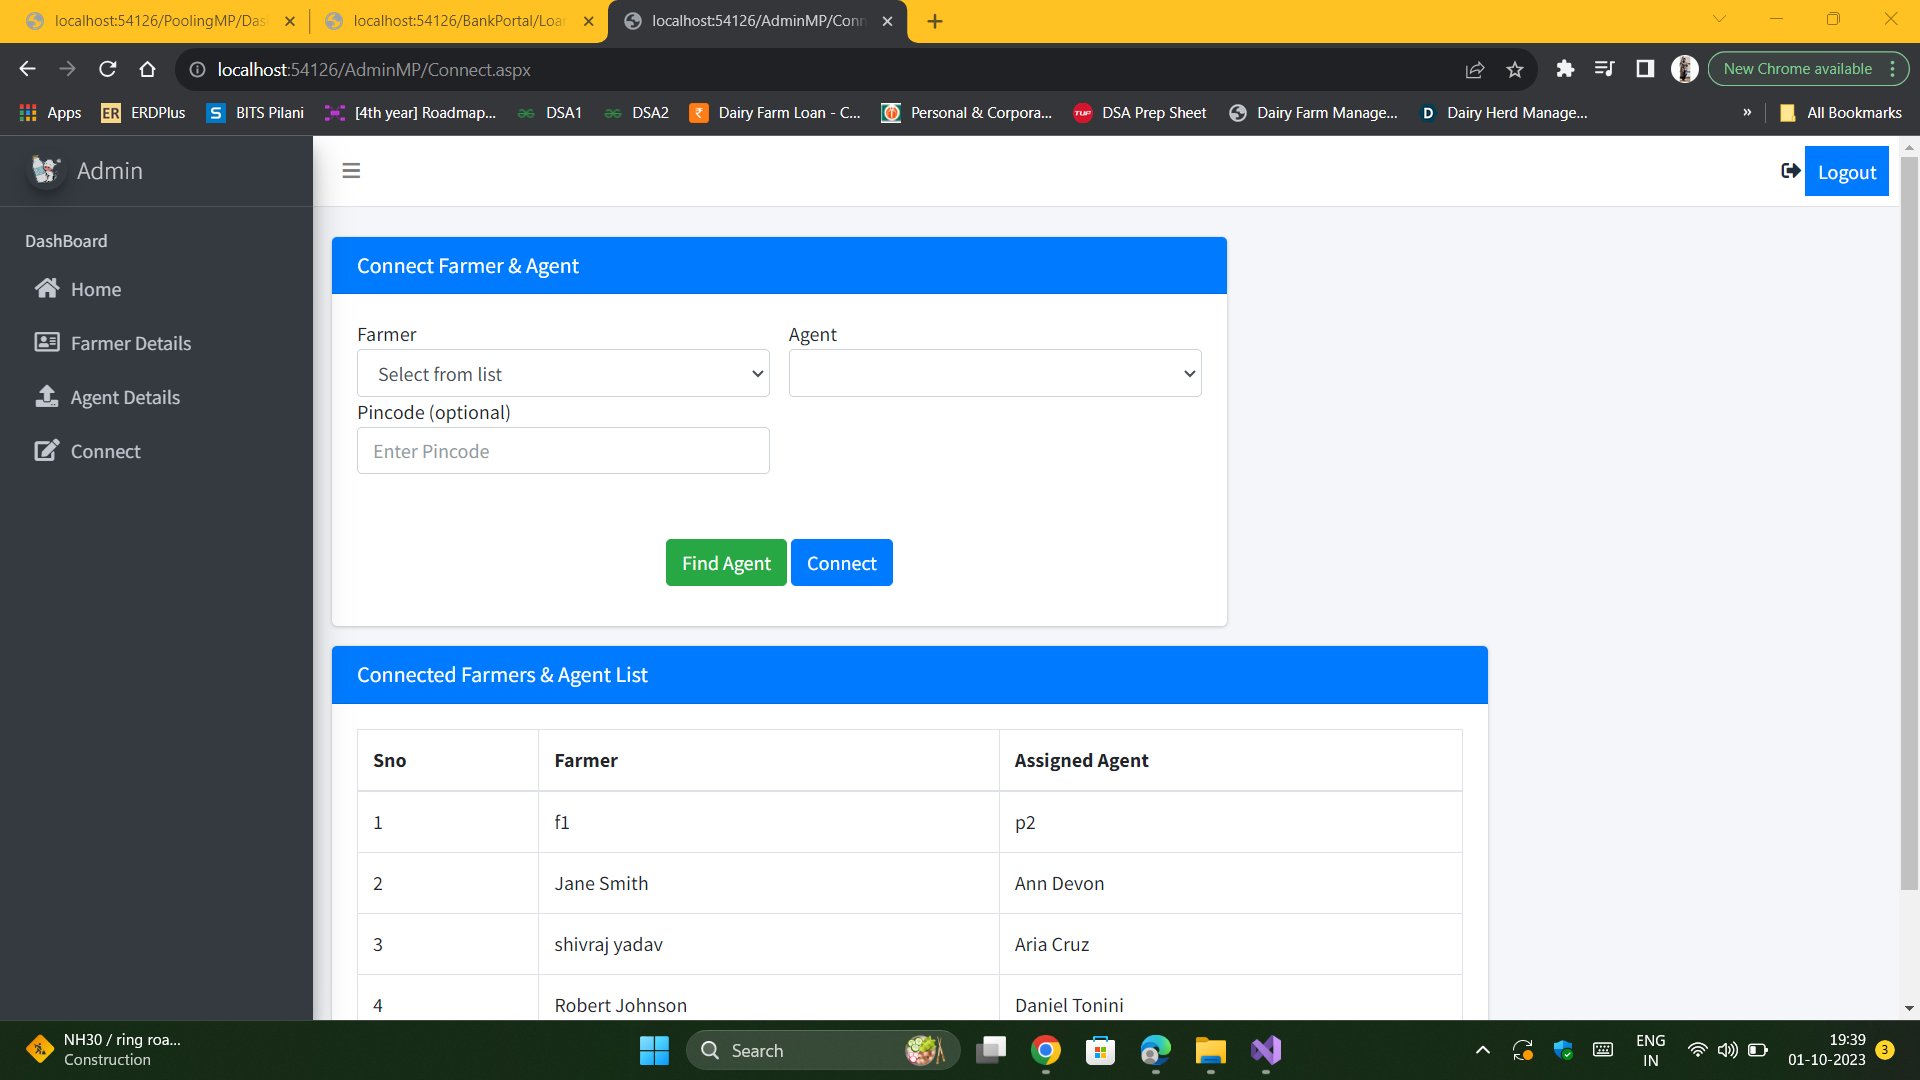 localhost:54126/PoolingMP/Das
localhost:54126/BankPortal/Loan
localhost:54126/AdminMP/Conn
localhost:54126/AdminMP/Connect.aspx
New Chrome available
Apps
ER
ERDPlus
S
BITS Pilani
[4th year] Roadmap...
DSA1
DSA2
Dairy Farm Loan - C...
Personal & Corpora...
TUP
DSA Prep Sheet
Dairy Farm Manage...
D
Dairy Herd Manage...
»
All Bookmarks
Admin
Logout
DashBoard
Home
Farmer Details
Agent Details
Connect
Connect Farmer & Agent
Farmer
Agent
Select from list
Pincode (optional)
Enter Pincode
Find Agent
Connect
Connected Farmers & Agent List
Sno Farmer Assigned Agent
1 f1 p2
2 Jane Smith Ann Devon
3 shivraj yadav Aria Cruz
4 Robert Johnson Daniel Tonini
NH30 / ring roa...
Construction
Search
ENG
IN
19:39
01-10-2023
3